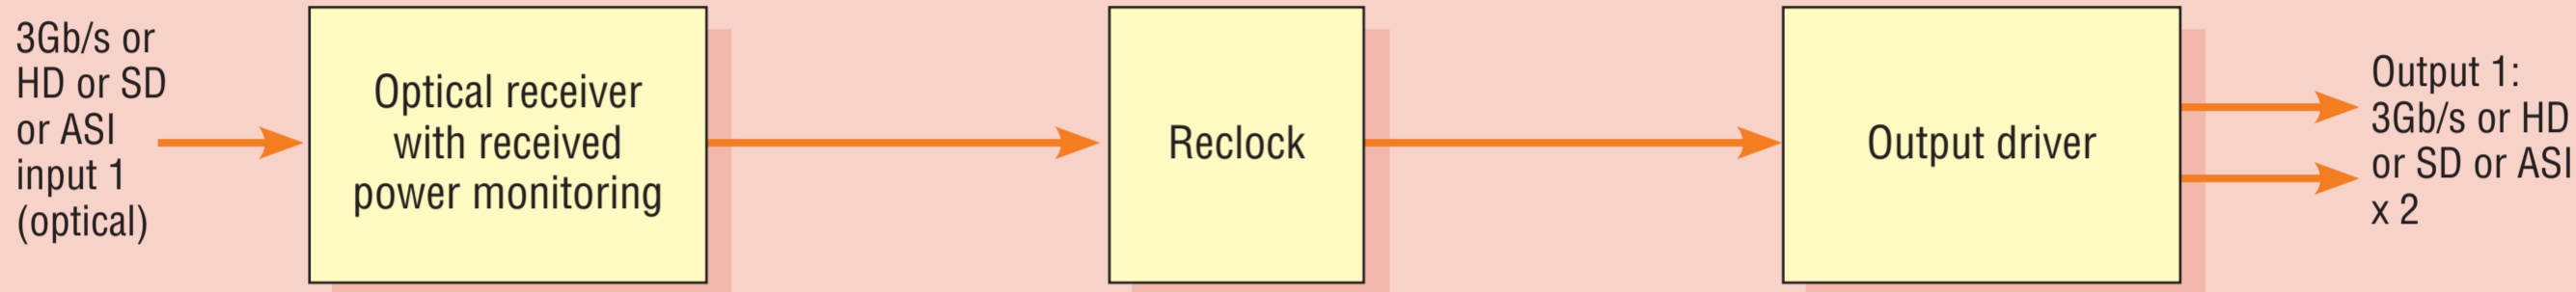 3Gb/s or
HD or SD
or ASI
input 1
(optical)
Optical receiver
with received
power monitoring
Reclock
Output driver
Output 1:
3Gb/s or HD
or SD or ASI
x 2